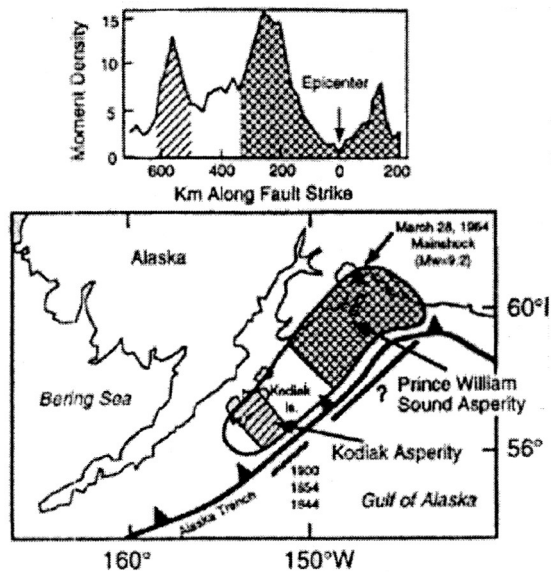 15
10
5
0
Moment Density
Epicenter
600
400
200
0
200
Km Along Fault Strike
March 28, 1964
Mainshock
(Mw=9.2)
Alaska
60°I
Bering Sea
Kodiak
Is.
?
Prince William
Sound Asperity
Kodiak Asperity
56°
1900
1854
1844
Alaska Trench
Gulf of Alaska
160°
150°W